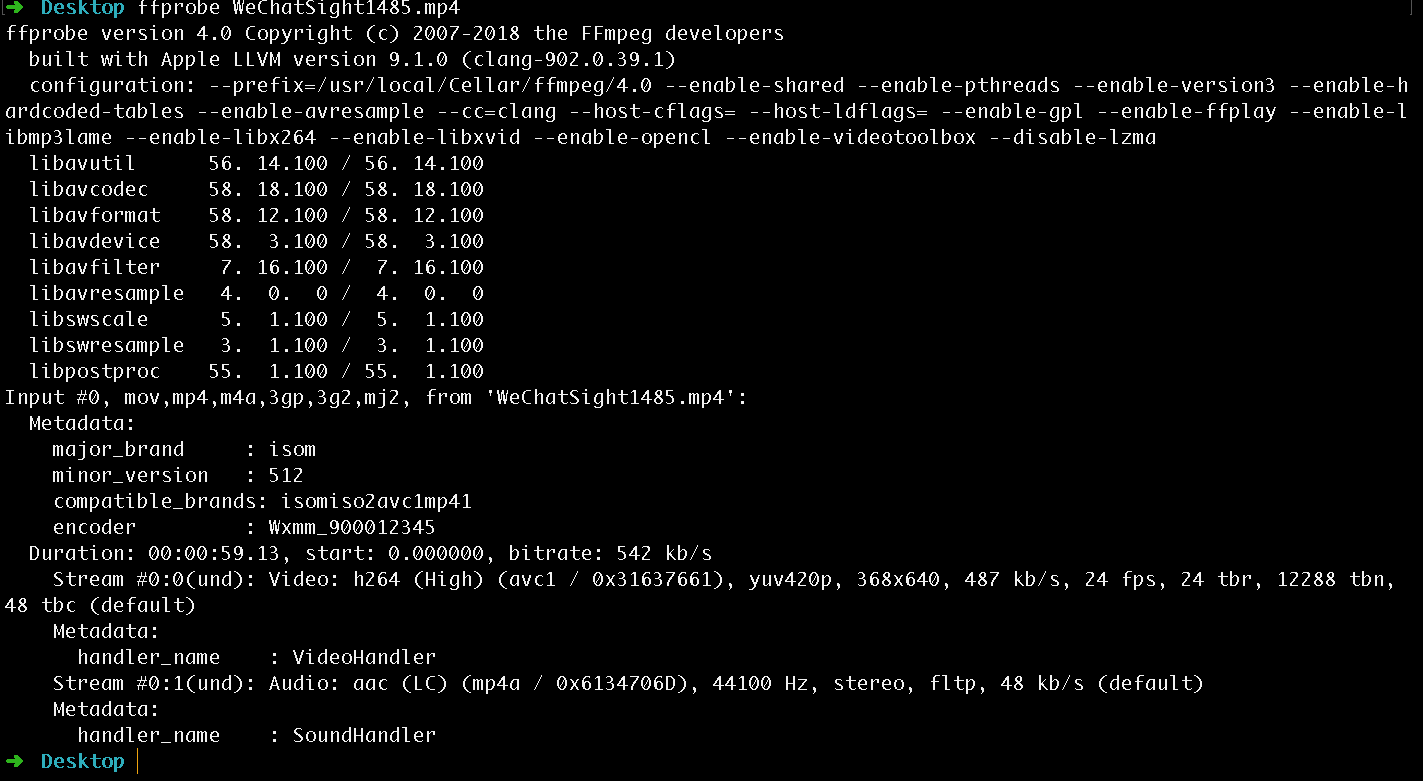 ➜  Desktop ffprobe WeChatSight1485.mp4
ffprobe version 4.0 Copyright (c) 2007-2018 the FFmpeg developers
  built with Apple LLVM version 9.1.0 (clang-902.0.39.1)
  configuration: --prefix=/usr/local/Cellar/ffmpeg/4.0 --enable-shared --enable-pthreads --enable-version3 --enable-h
ardcoded-tables --enable-avresample --cc=clang --host-cflags= --host-ldflags= --enable-gpl --enable-ffplay --enable-l
ibmp3lame --enable-libx264 --enable-libxvid --enable-opencl --enable-videotoolbox --disable-lzma
  libavutil      56. 14.100 / 56. 14.100
  libavcodec     58. 18.100 / 58. 18.100
  libavformat    58. 12.100 / 58. 12.100
  libavdevice    58.  3.100 / 58.  3.100
  libavfilter     7. 16.100 /  7. 16.100
  libavresample   4.  0.  0 /  4.  0.  0
  libswscale      5.  1.100 /  5.  1.100
  libswresample   3.  1.100 /  3.  1.100
  libpostproc    55.  1.100 / 55.  1.100
Input #0, mov,mp4,m4a,3gp,3g2,mj2, from 'WeChatSight1485.mp4':
  Metadata:
    major_brand     : isom
    minor_version   : 512
    compatible_brands: isomiso2avc1mp41
    encoder         : Wxmm_900012345
  Duration: 00:00:59.13, start: 0.000000, bitrate: 542 kb/s
    Stream #0:0(und): Video: h264 (High) (avc1 / 0x31637661), yuv420p, 368x640, 487 kb/s, 24 fps, 24 tbr, 12288 tbn,
48 tbc (default)
    Metadata:
      handler_name    : VideoHandler
    Stream #0:1(und): Audio: aac (LC) (mp4a / 0x6134706D), 44100 Hz, stereo, fltp, 48 kb/s (default)
    Metadata:
      handler_name    : SoundHandler
➜  Desktop